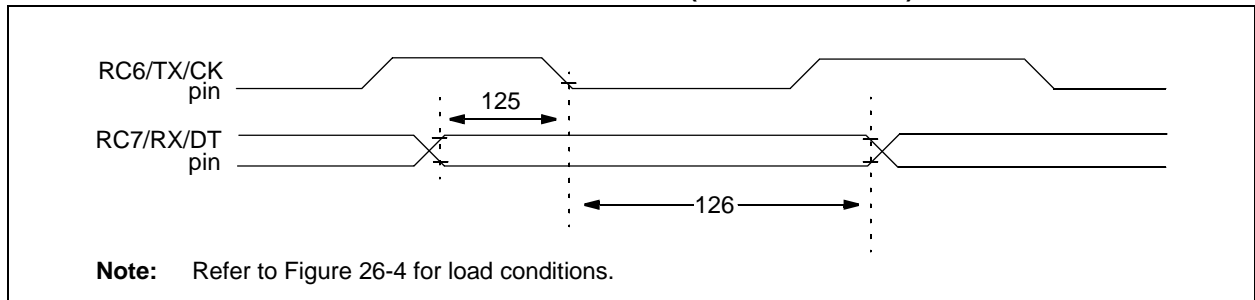 RC6/TX/CK
pin
125
RC7/RX/DT
pin
126
Note: Refer to Figure 26-4 for load conditions.